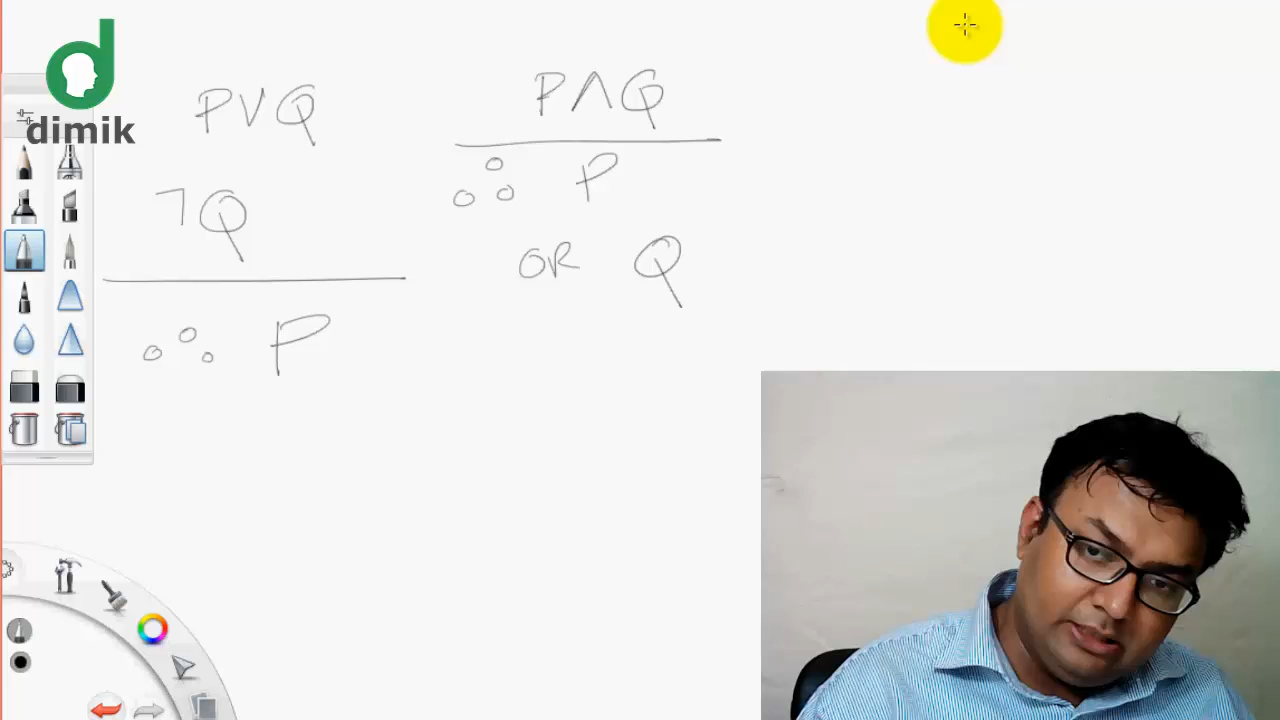 dimik
P∨Q
¬Q
∴ P
P∧Q
∴ P
OR Q